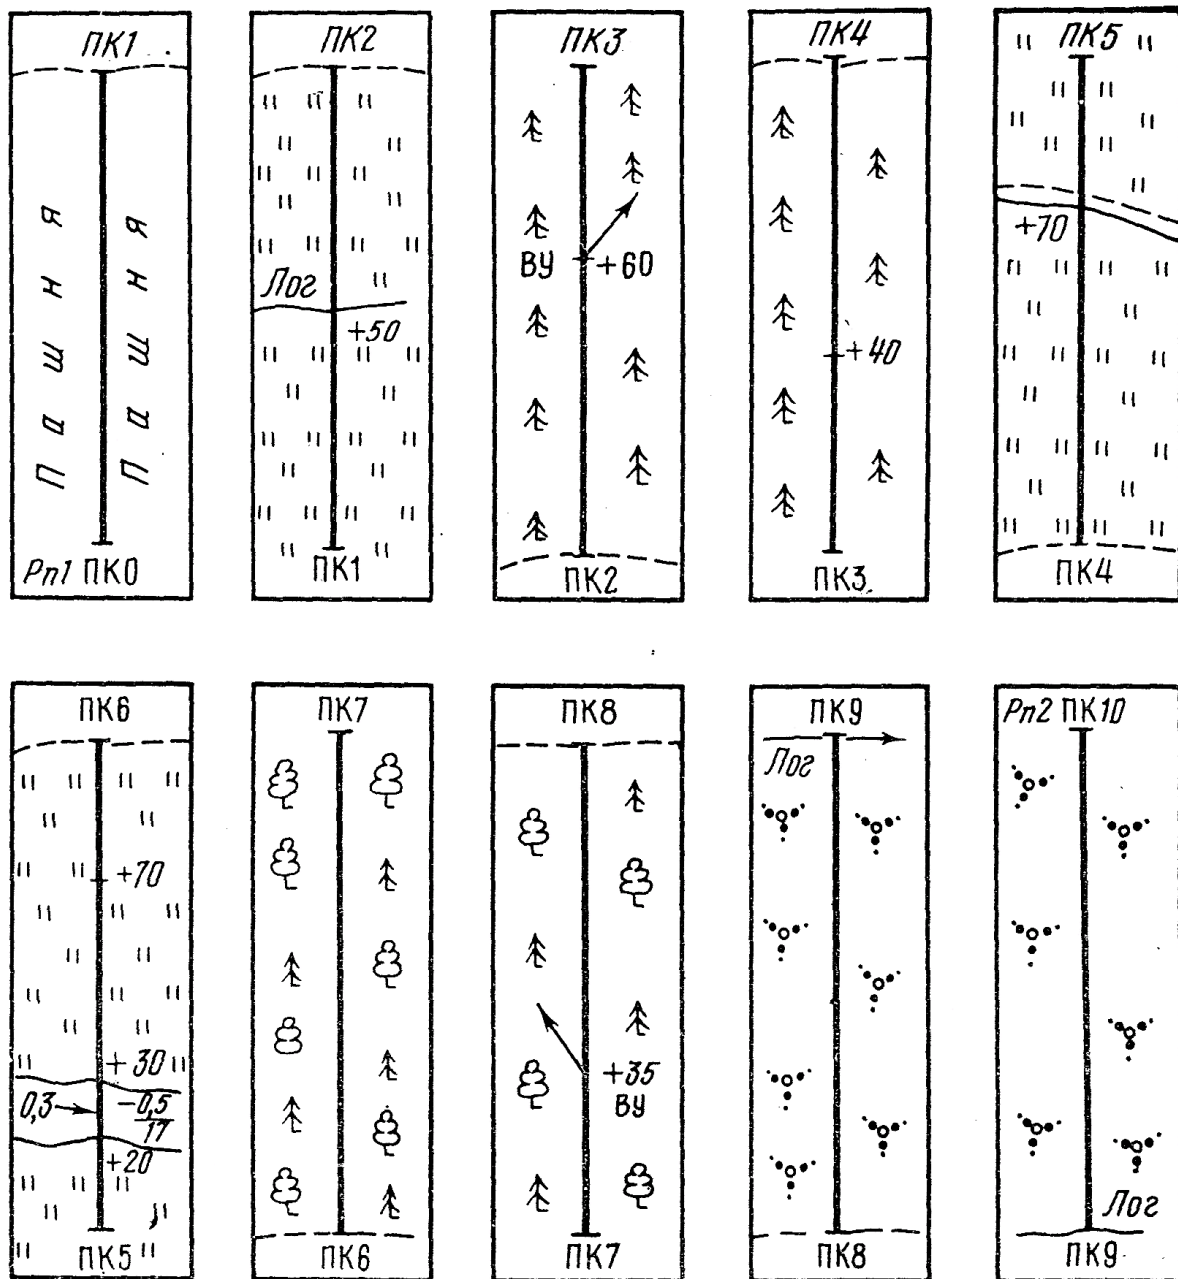 ПК1
Пашня
Пашня
Рп1 ПК0
ПК2
Лог
+50
ПК1
ПК3
ВУ +60
ПК2
ПК4
+40
ПК3
ПК5
+70
ПК4
ПК6
+70
+30
0,3 -0,5
17
+20
ПК5
ПК7
ПК6
ПК8
+35
ВУ
ПК7
ПК9
Лог
ПК8
Рп2 ПК10
Лог
ПК9